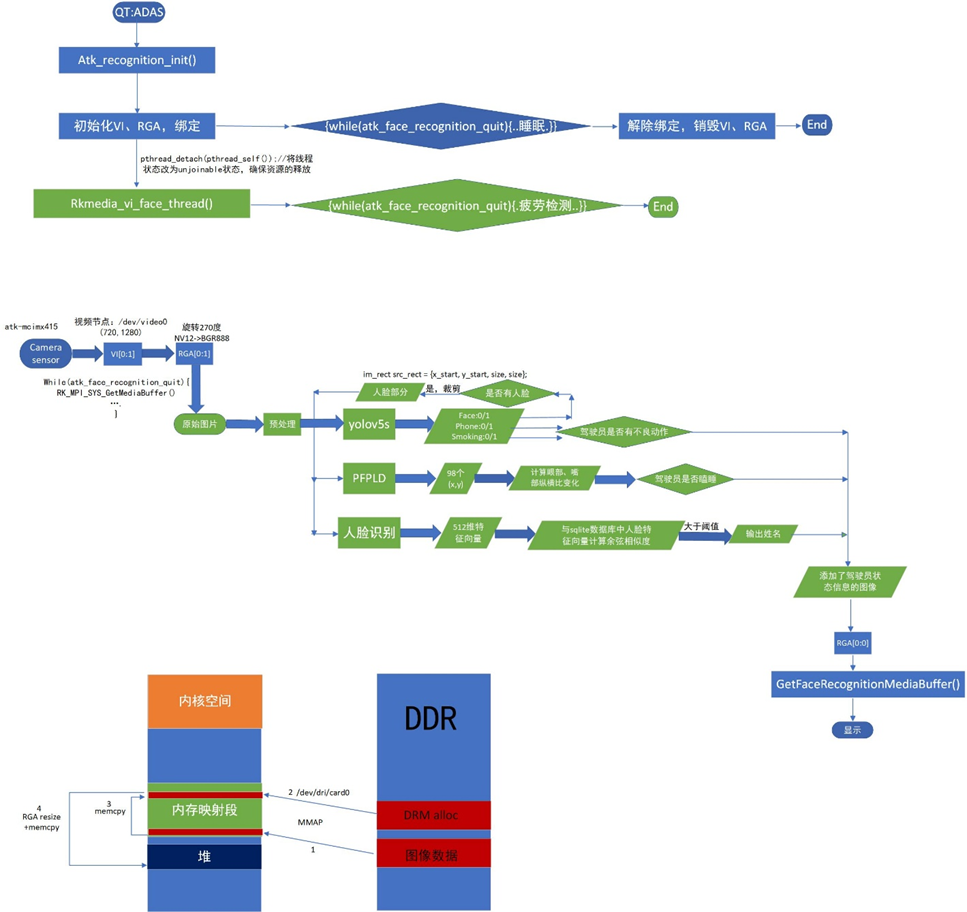 QT:ADAS
Atk_recognition_init()
初始化VI、RGA，绑定
{while(atk_face_recognition_quit){..睡眠.}}
解除绑定，销毁VI、RGA
End
pthread_detach(pthread_self());//将线程
状态改为unjoinable状态，确保资源的释放
Rkmedia_vi_face_thread()
{while(atk_face_recognition_quit){.疲劳检测..}}
End
atk-mcimx415
视频节点：/dev/video0
(720,1280)
旋转270度
NV12->BGR888
Camera
sensor
VI[0:1]
RGA[0:1]
While(atk_face_recognition_quit){
RK_MPI_SYS_GetMediaBuffer()
….
}
im_rect src_rect = {x_start, y_start, size, size};
人脸部分
是，裁剪
是否有人脸
原始图片
预处理
yolov5s
Face:0/1
Phone:0/1
Smoking:0/1
驾驶员是否有不良动作
PFPLD
98个
(x,y)
计算眼部、嘴
部纵横比变化
驾驶员是否瞌睡
人脸识别
512维特
征向量
与sqlite数据库中人脸特
征向量计算余弦相似度
大于阈值
输出姓名
添加了驾驶员状
态信息的图像
RGA[0:0]
GetFaceRecognitionMediaBuffer()
显示
内核空间
DDR
2 /dev/dri/card0
3
memcpy
内存映射段
4
RGA resize
+memcpy
MMAP
DRM alloc
1
堆
图像数据